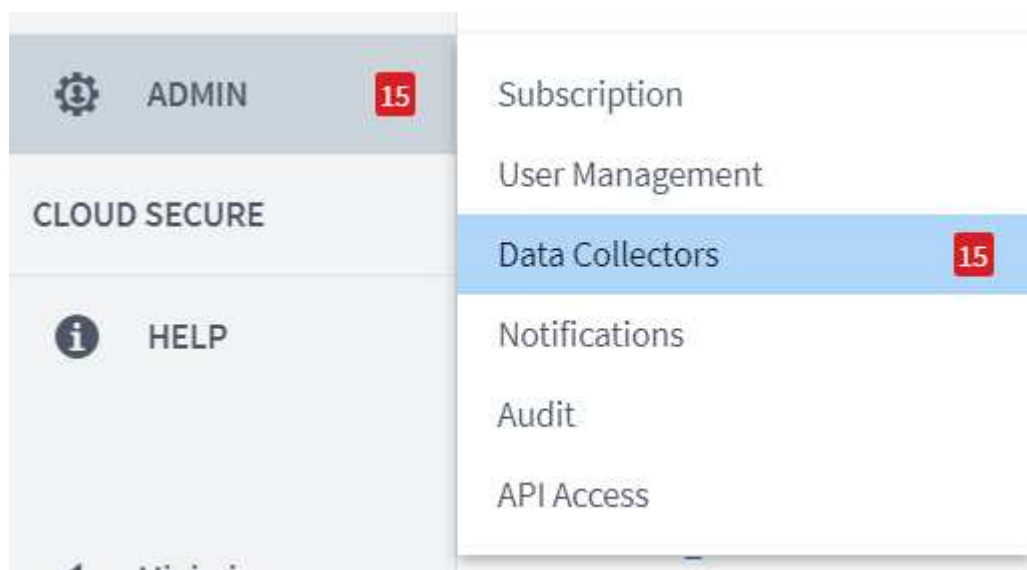 ADMIN 15
CLOUD SECURE
HELP
Subscription
User Management
Data Collectors 15
Notifications
Audit
API Access